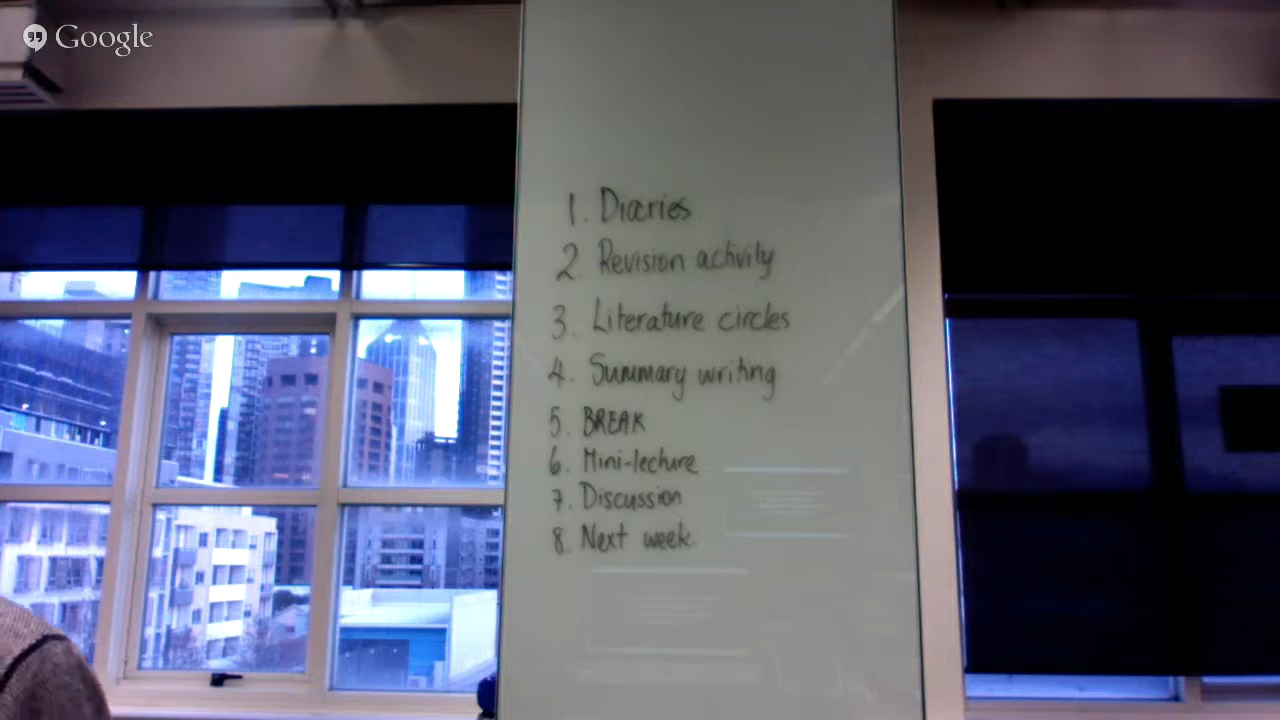 Google
1. Diaries
2. Revision activity
3. Literature circles
4. Summary writing
5. BREAK
6. Mini-lecture
7. Discussion
8. Next week.